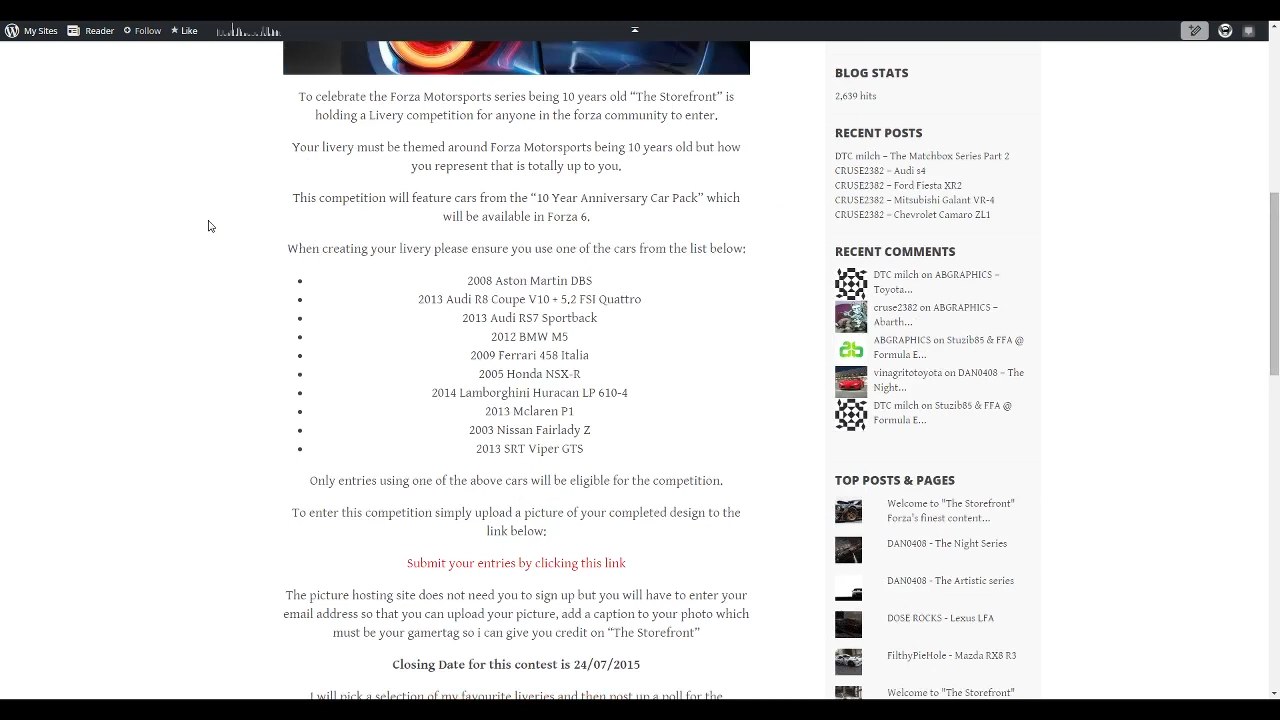 My Sites Reader Follow Like
To celebrate the Forza Motorsports series being 10 years old “The Storefront” is
holding a Livery competition for anyone in the forza community to enter.
Your livery must be themed around Forza Motorsports being 10 years old but how
you represent that is totally up to you.
This competition will feature cars from the “10 Year Anniversary Car Pack” which
will be available in Forza 6.
When creating your livery please ensure you use one of the cars from the list below:
2008 Aston Martin DBS
2013 Audi R8 Coupe V10 + 5.2 FSI Quattro
2013 Audi RS7 Sportback
2012 BMW M5
2009 Ferrari 458 Italia
2005 Honda NSX-R
2014 Lamborghini Huracan LP 610-4
2013 Mclaren P1
2003 Nissan Fairlady Z
2013 SRT Viper GTS
Only entries using one of the above cars will be eligible for the competition.
To enter this competition simply upload a picture of your completed design to the
link below:
Submit your entries by clicking this link
The picture hosting site does not need you to sign up but you will have to enter your
email address so that you can upload your picture, add a caption to your photo which
must be your gamertag so i can give you credit on “The Storefront”
Closing Date for this contest is 24/07/2015
I will pick a selection of my favourite liveries and then post up a poll for the
BLOG STATS
2,639 hits
RECENT POSTS
DTC milch – The Matchbox Series Part 2
CRUSE2382 – Audi s4
CRUSE2382 – Ford Fiesta XR2
CRUSE2382 – Mitsubishi Galant VR-4
CRUSE2382 – Chevrolet Camaro ZL1
RECENT COMMENTS
DTC milch on ABGRAPHICS –
Toyota...
cruse2382 on ABGRAPHICS –
Abarth...
ABGRAPHICS on Stuzib85 & FFA @
Formula E...
vinagritotoyota on DAN0408 – The
Night...
DTC milch on Stuzib85 & FFA @
Formula E...
TOP POSTS & PAGES
Welcome to "The Storefront"
Forza's finest content...
DAN0408 - The Night Series
DAN0408 - The Artistic series
DOSE ROCKS - Lexus LFA
FilthyPieHole - Mazda RX8 R3
Welcome to "The Storefront"